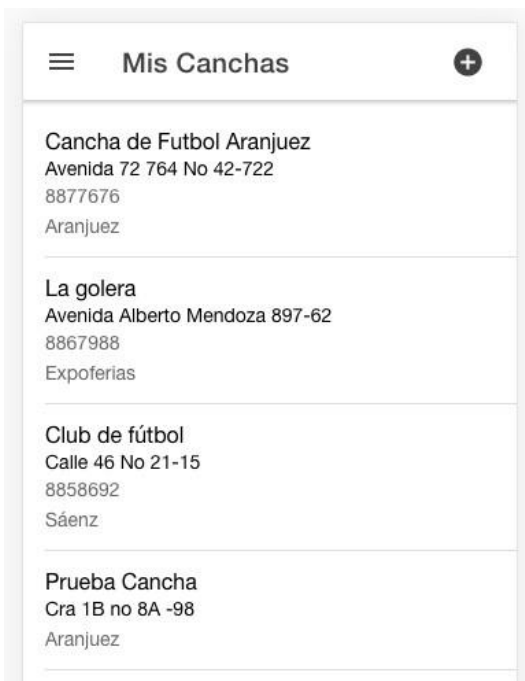 Mis Canchas
Cancha de Futbol Aranjuez
Avenida 72 764 No 42-722
8877676
Aranjuez
La golera
Avenida Alberto Mendoza 897-62
8867988
Expoferias
Club de fútbol
Calle 46 No 21-15
8858692
Sáenz
Prueba Cancha
Cra 1B no 8A -98
Aranjuez